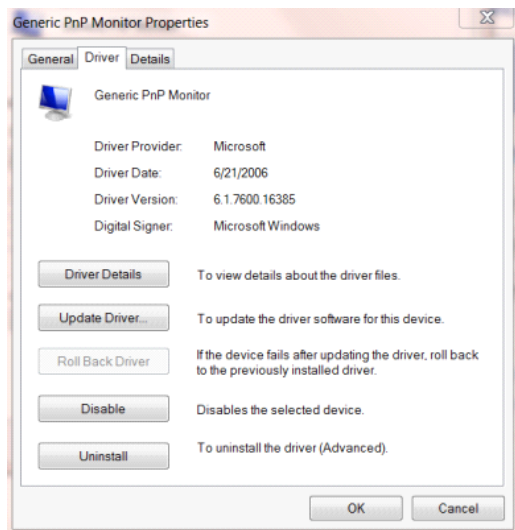 Generic PnP Monitor Properties
General Driver Details
Generic PnP Monitor
Driver Provider: Microsoft
Driver Date: 6/21/2006
Driver Version: 6.1.7600.16385
Digital Signer: Microsoft Windows
Driver Details To view details about the driver files.
Update Driver... To update the driver software for this device.
Roll Back Driver If the device fails after updating the driver, roll back
to the previously installed driver.
Disable Disables the selected device.
Uninstall To uninstall the driver (Advanced).
OK Cancel